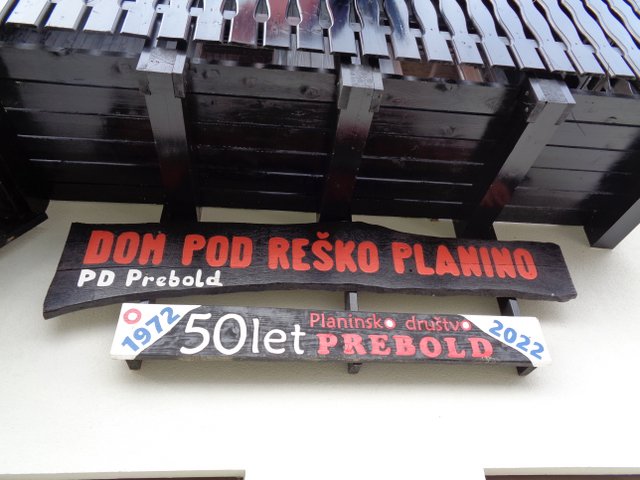 DOM POD REŠKO PLANINO
PD Prebold
1972 50let Planinsko društvo 2022
PREBOLD